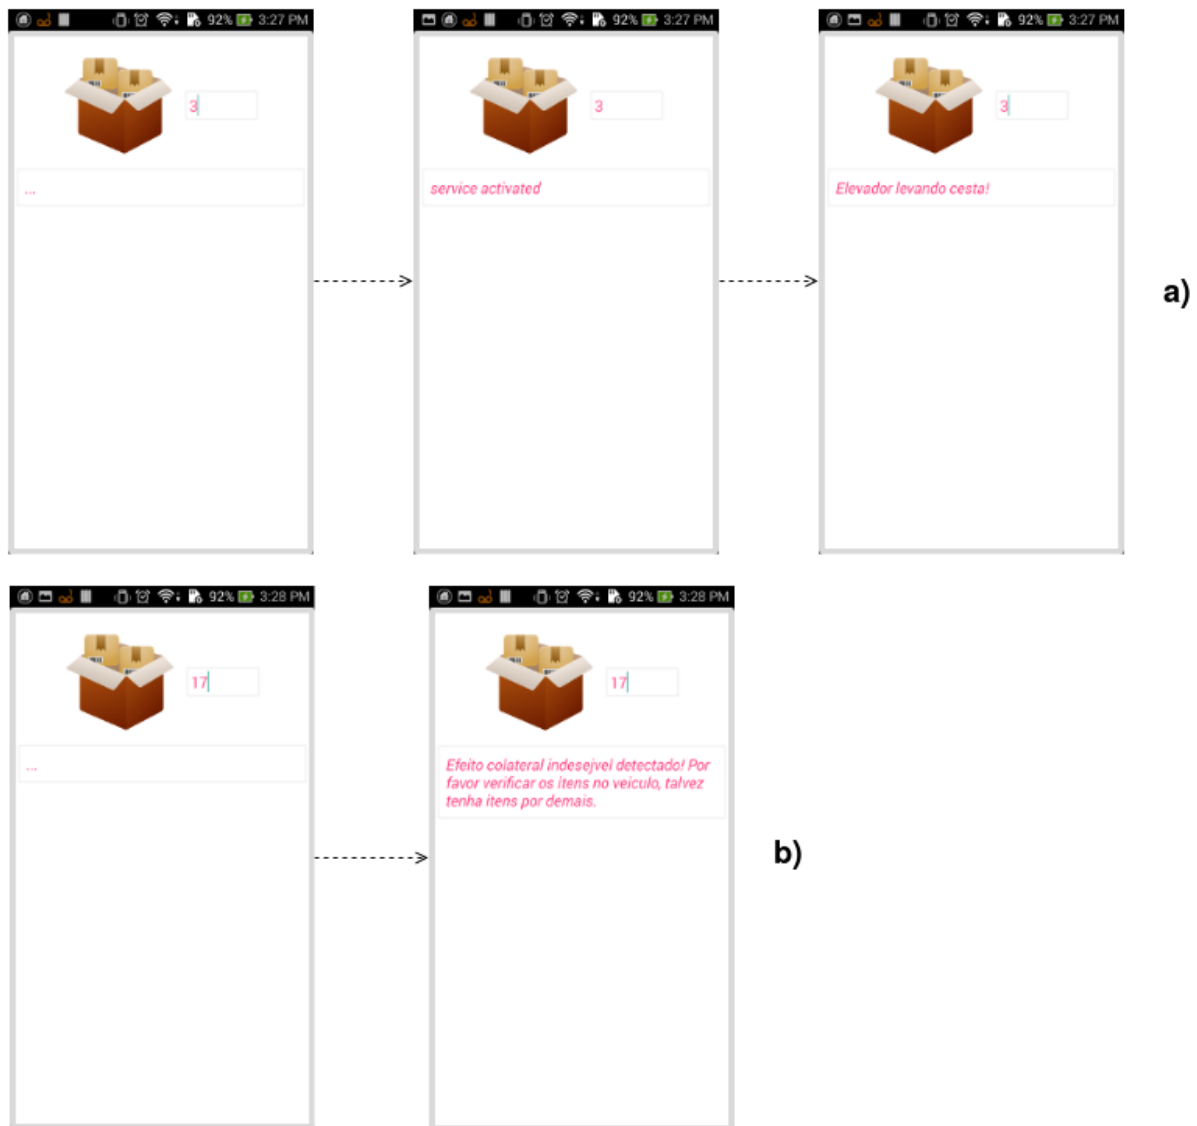 92% 3:27 PM
3
...
92% 3:27 PM
3
service activated
92% 3:27 PM
3
Elevador levando cesta!
a)
92% 3:28 PM
17
...
92% 3:28 PM
17
Efeito colateral indesejvel detectado! Por
favor verificar os itens no veiculo, talvez
tenha itens por demais.
b)